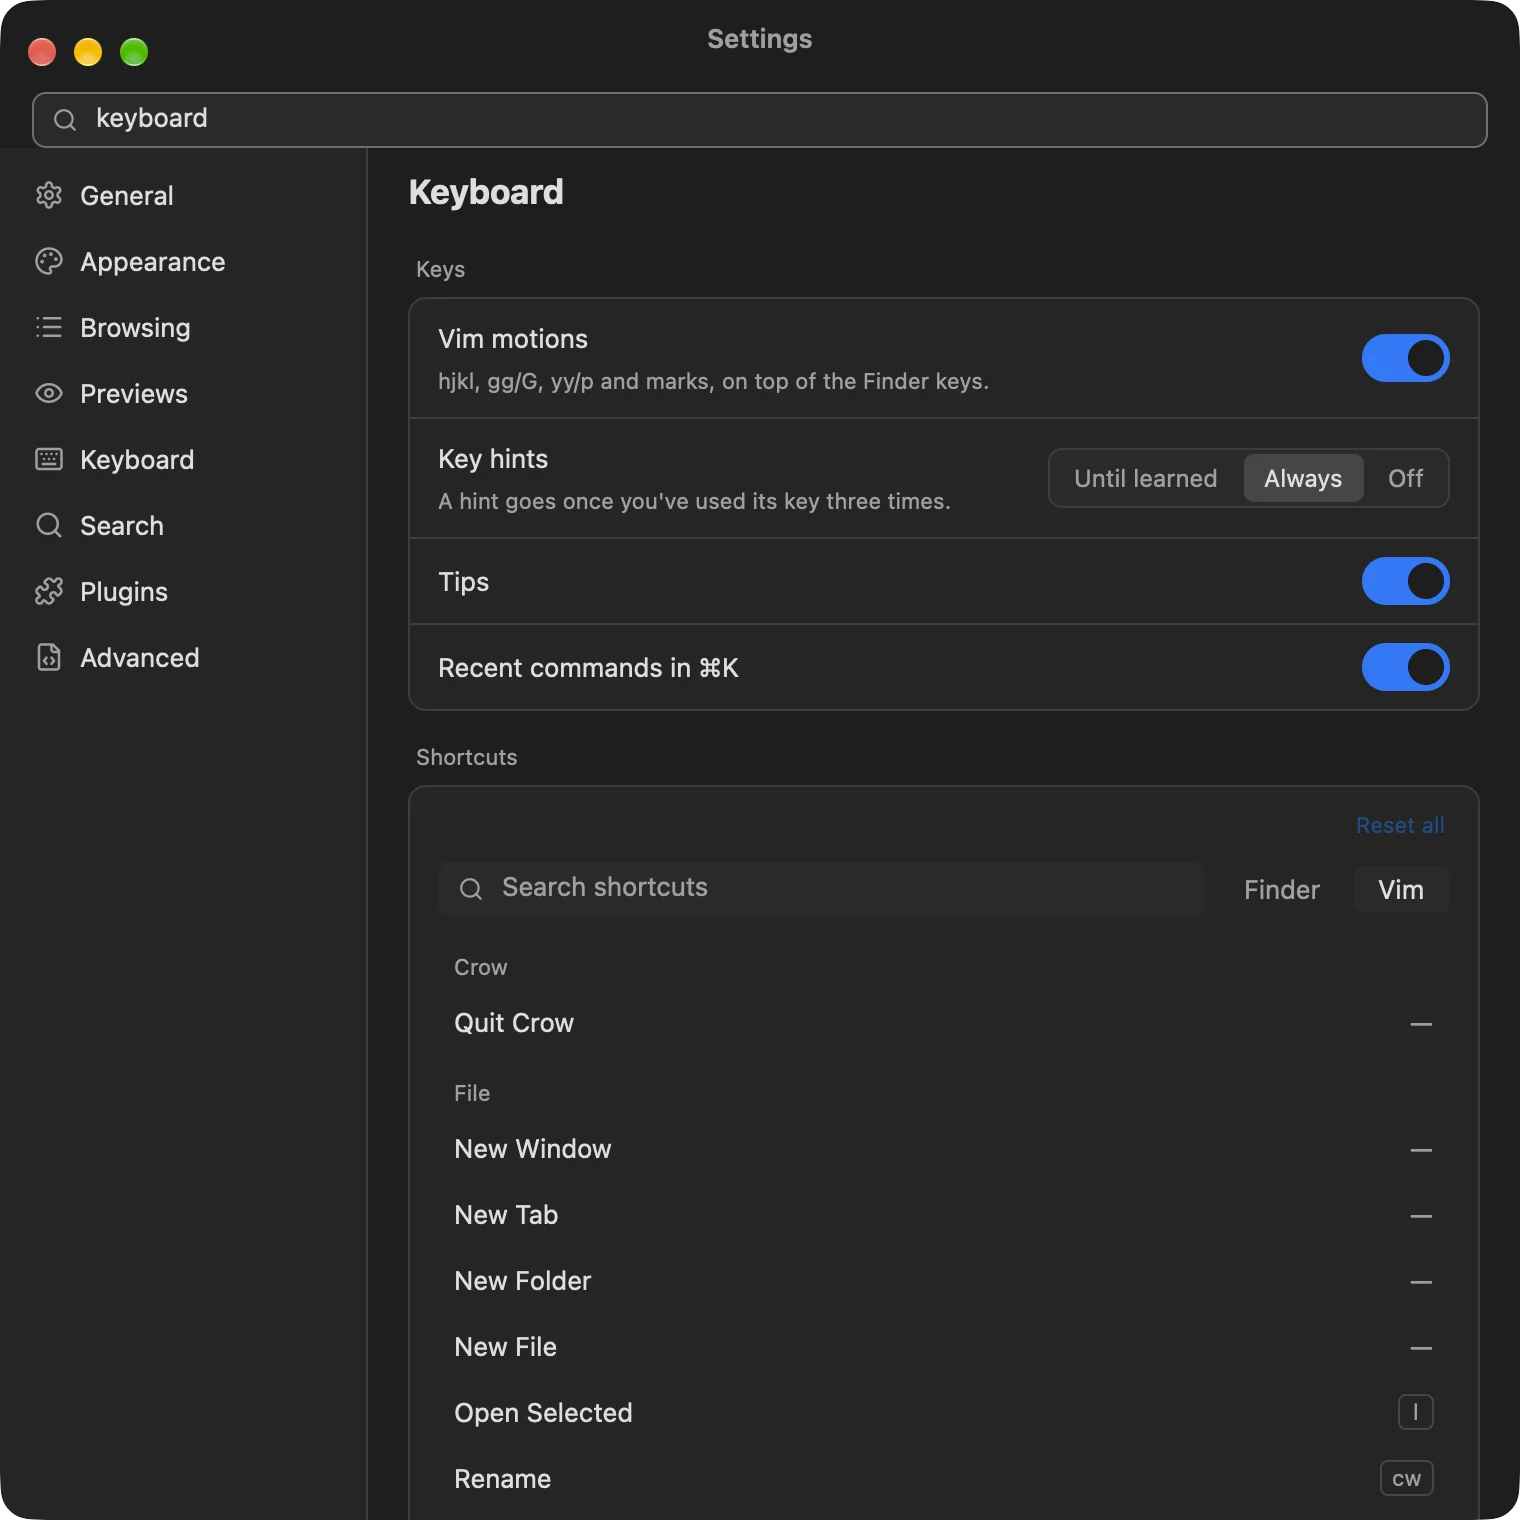 Settings
keyboard
General
Appearance
Browsing
Previews
Keyboard
Search
Plugins
Advanced
Keyboard
Keys
Vim motions
hjkl, gg/G, yy/p and marks, on top of the Finder keys.
Key hints
A hint goes once you've used its key three times.
Until learned Always Off
Tips
Recent commands in ⌘K
Shortcuts
Reset all
Search shortcuts
Finder Vim
Crow
Quit Crow —
File
New Window —
New Tab —
New Folder —
New File —
Open Selected l
Rename cw